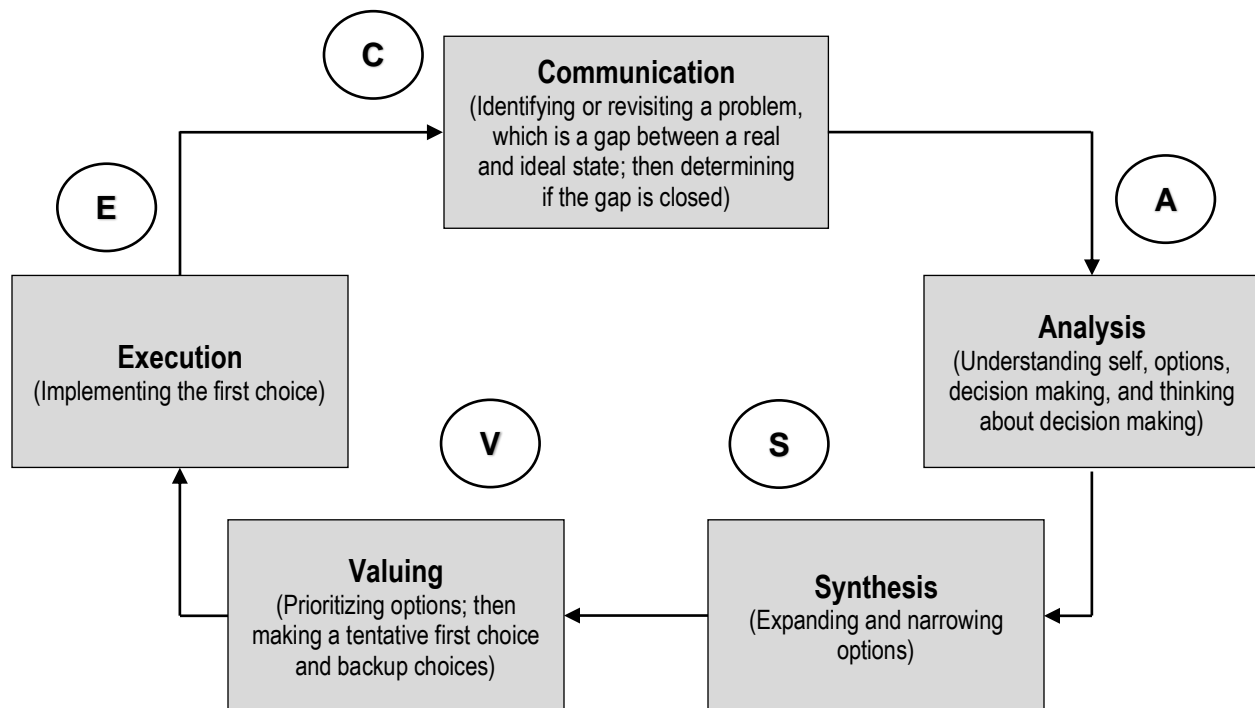 C
Communication
(Identifying or revisiting a problem,
which is a gap between a real
and ideal state; then determining
if the gap is closed)
A
Analysis
(Understanding self, options,
decision making, and thinking
about decision making)
S
Synthesis
(Expanding and narrowing
options)
V
Valuing
(Prioritizing options; then
making a tentative first choice
and backup choices)
E
Execution
(Implementing the first choice)